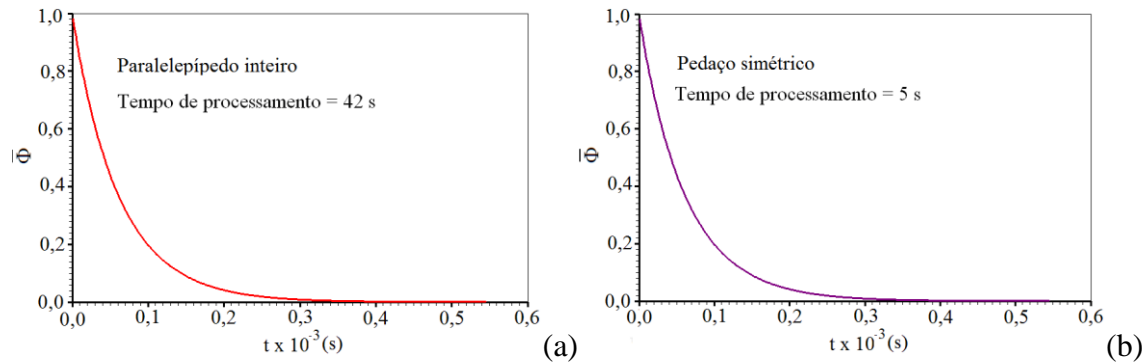 1,0
0,8
0,6
0,4
0,2
0,0
Φ̅
Paralelepípedo inteiro
Tempo de processamento = 42 s
0,0 0,1 0,2 0,3 0,4 0,5 0,6
t x 10⁻³(s)
(a)
1,0
0,8
0,6
0,4
0,2
0,0
Φ̅
Pedaço simétrico
Tempo de processamento = 5 s
0,0 0,1 0,2 0,3 0,4 0,5 0,6
t x 10⁻³(s)
(b)